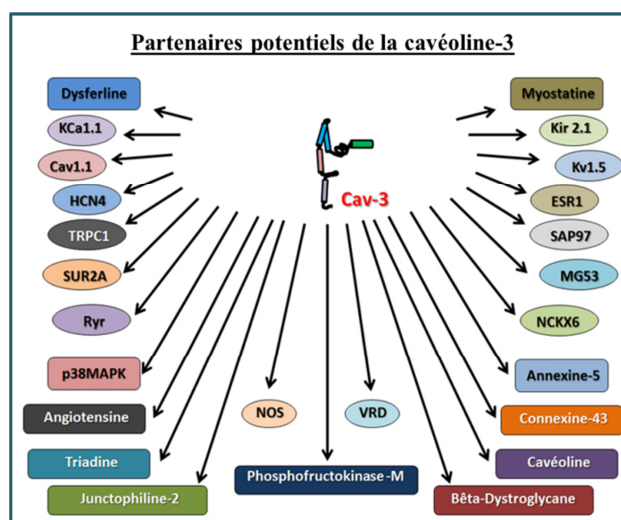 Partenaires potentiels de la cavéoline-3
Dysferline
Myostatine
KCa1.1
Kir 2.1
Cav1.1
Kv1.5
Cav-3
HCN4
ESR1
TRPC1
SAP97
SUR2A
MG53
Ryr
NCKX6
p38MAPK
Annexine-5
Angiotensine
NOS
VRD
Connexine-43
Triadine
Cavéoline
Phosphofructokinase-M
Junctophiline-2
Bêta-Dystroglycane